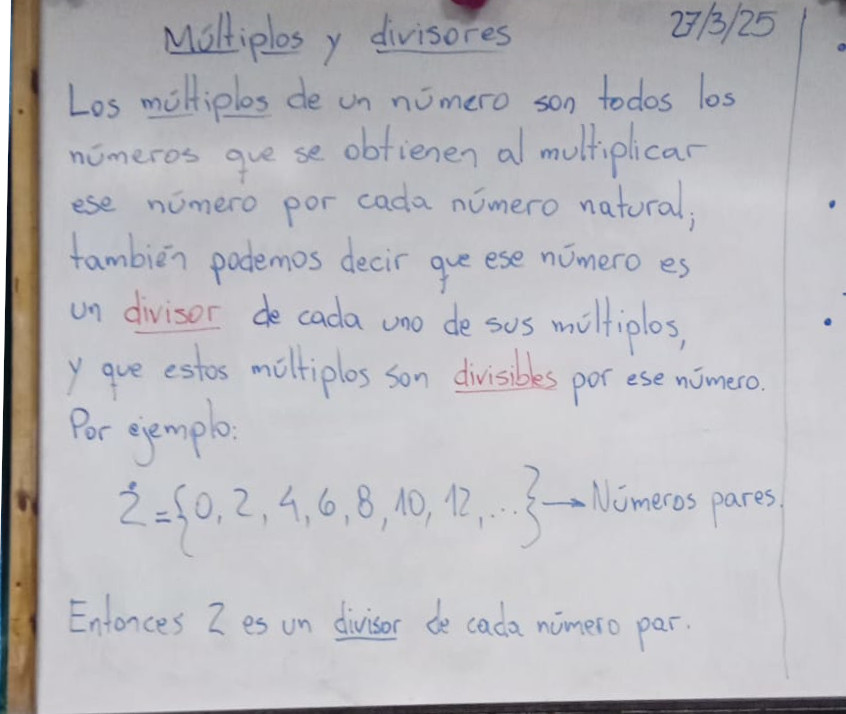 Múltiplos y divisores 27/3/25
Los múltiplos de un número son todos los
números que se obtienen al multiplicar
ese número por cada número natural;
también podemos decir que ese número es
un divisor de cada uno de sus múltiplos,
y que estos múltiplos son divisibles por ese número.
Por ejemplo:
2̇ = {0, 2, 4, 6, 8, 10, 12, ...} → Números pares.
Entonces 2 es un divisor de cada número par.